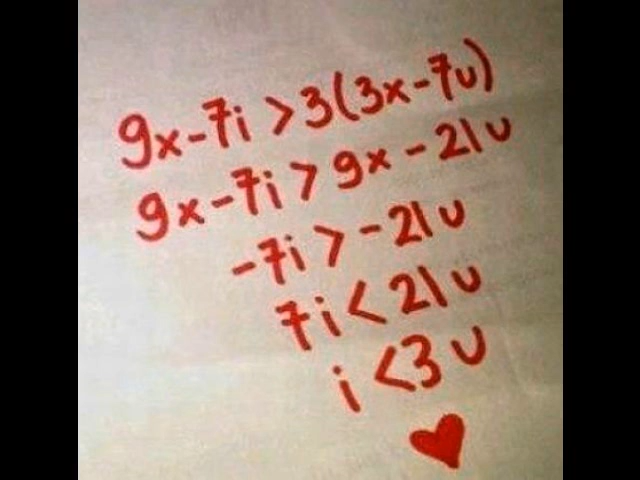 9x-7i > 3(3x-7u)
9x-7i > 9x-21u
-7i > -21u
7i < 21u
i <3 u